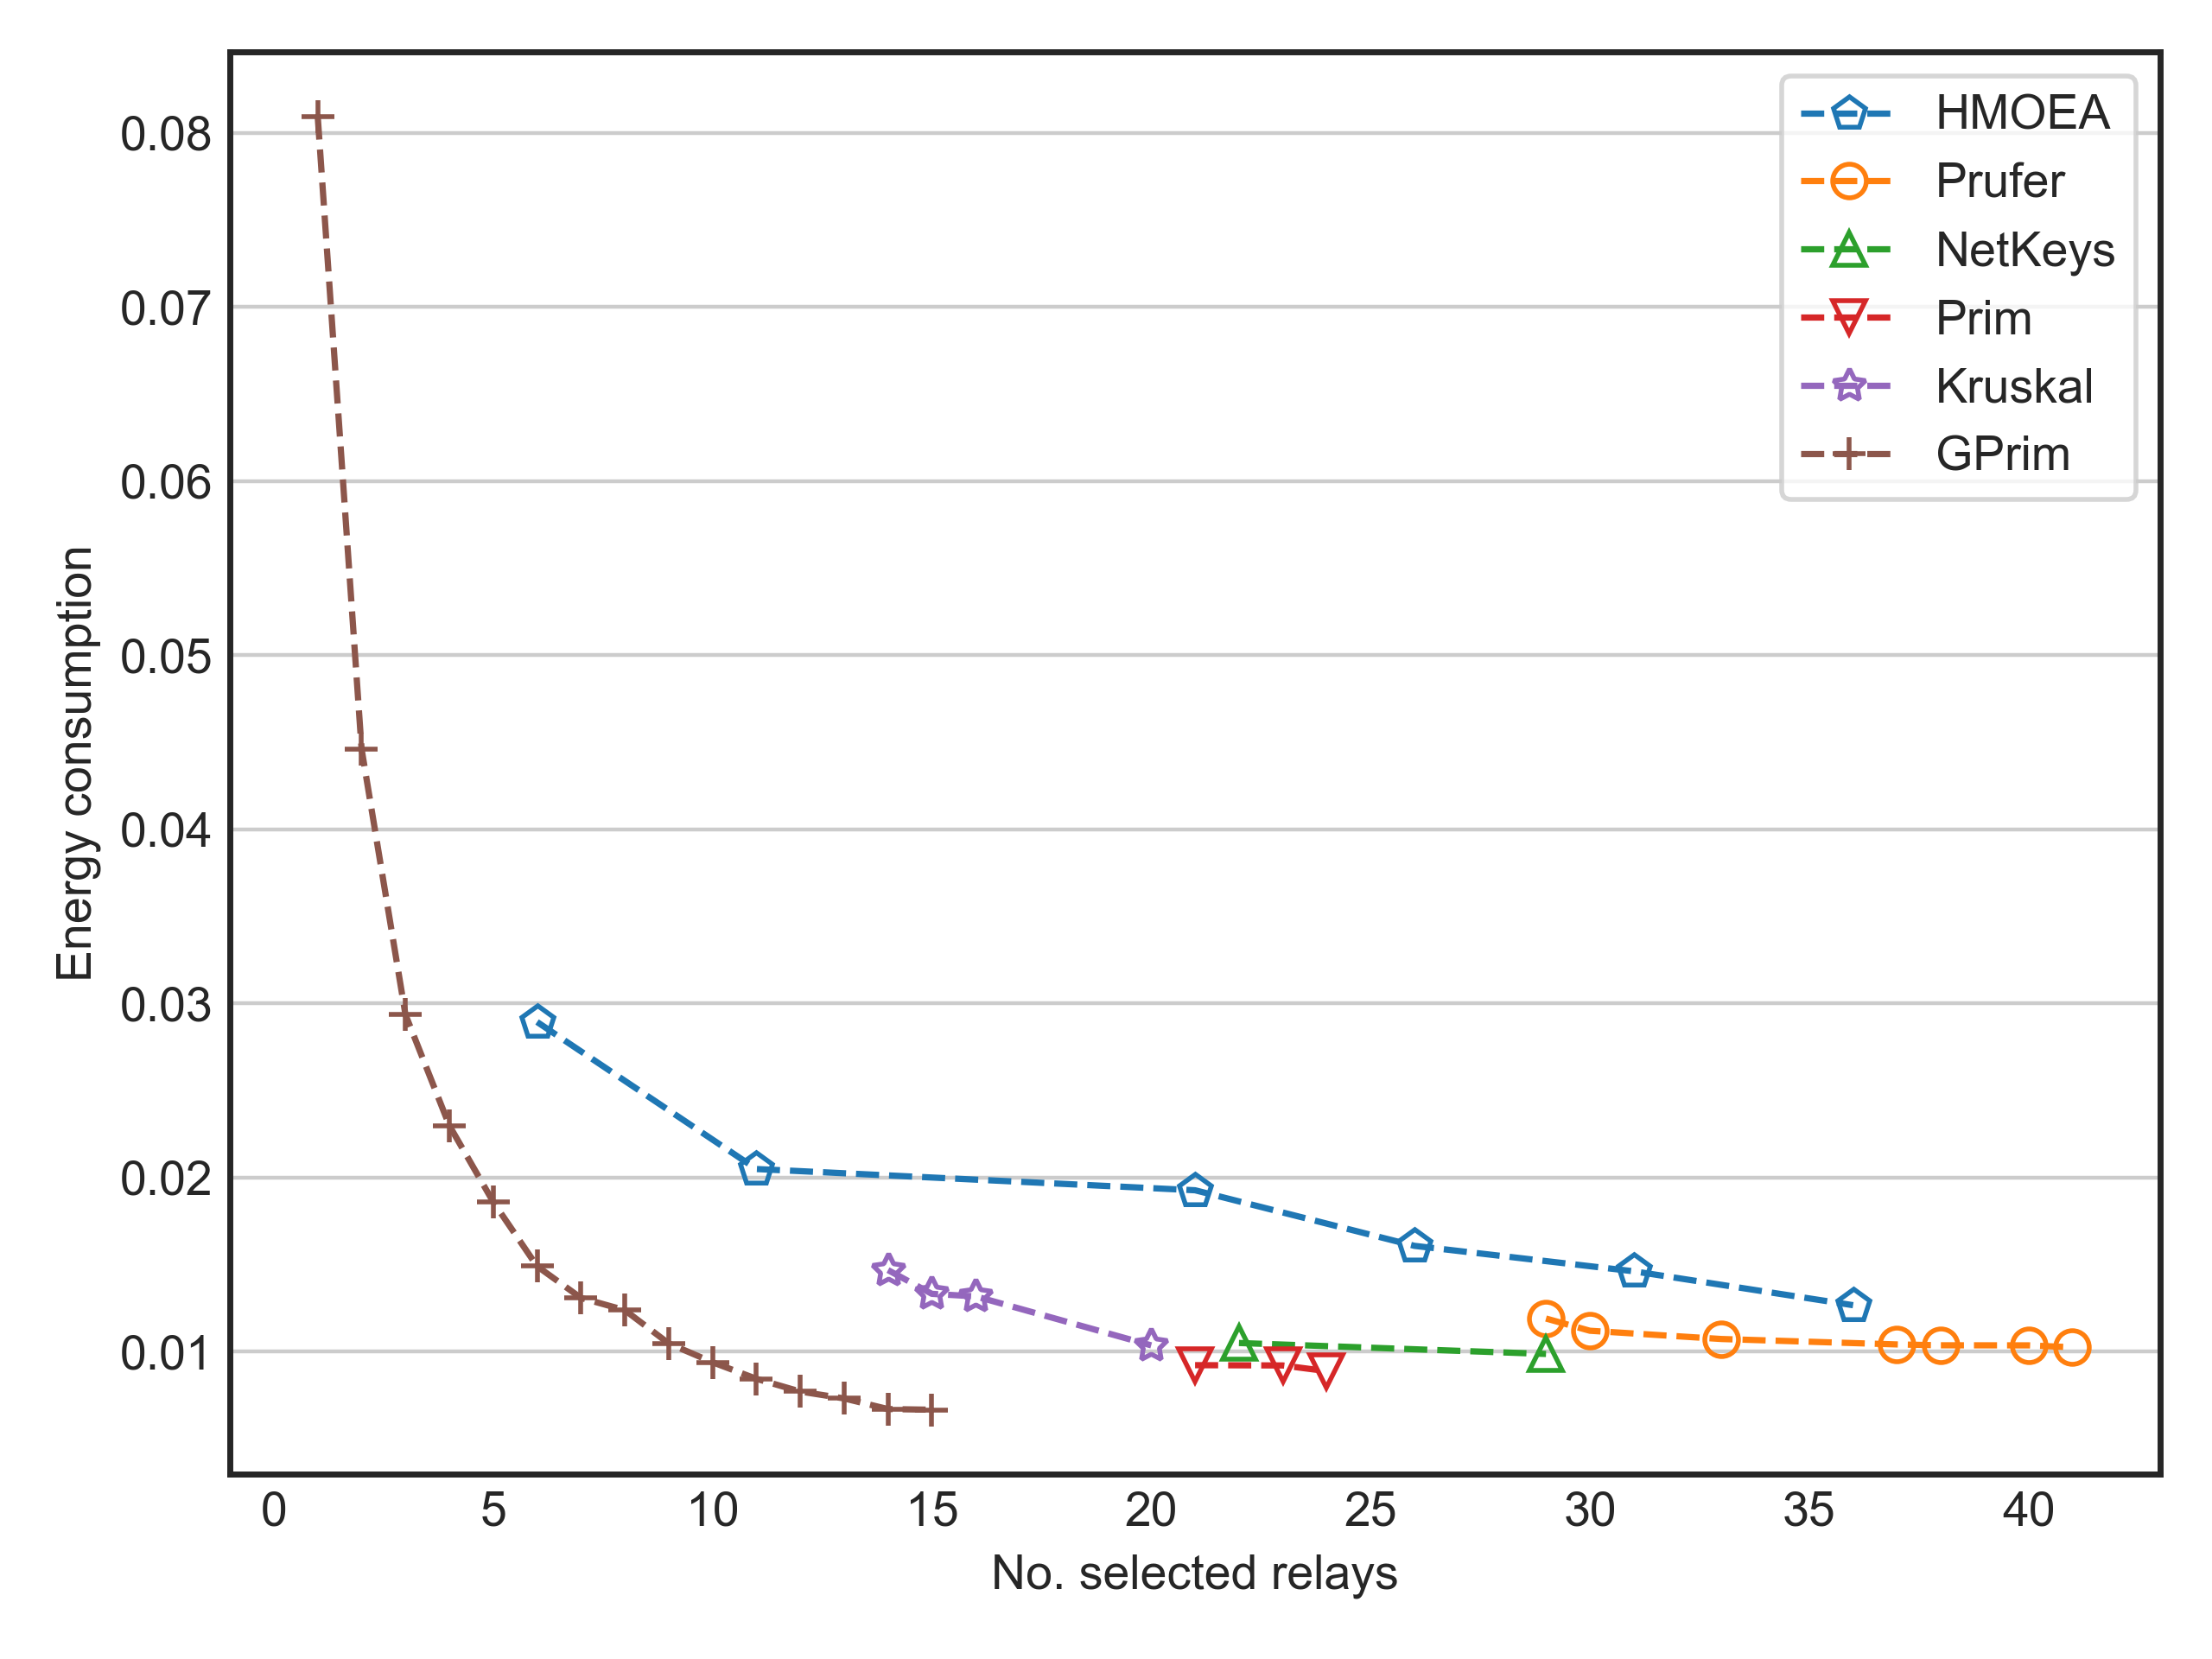 HMOEA
Prufer
NetKeys
Prim
Kruskal
GPrim
0.08
0.07
0.06
0.05
0.04
0.03
0.02
0.01
Energy consumption
0 5 10 15 20 25 30 35 40
No. selected relays